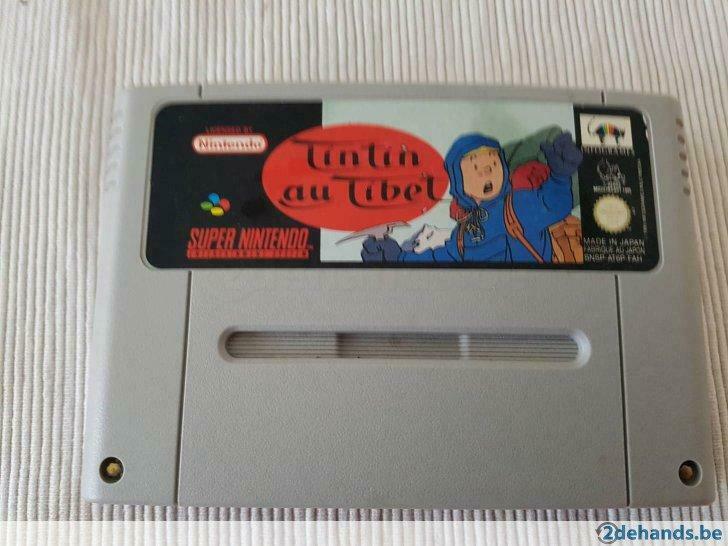 LICENSED BY
Nintendo
Tintin
au Tibet
SUPER NINTENDO
ENTERTAINMENT SYSTEM
INFOGRAMES
MADE IN JAPAN
FABRIQUE AU JAPON
SNSP-AT6P-FAH
2dehands.be